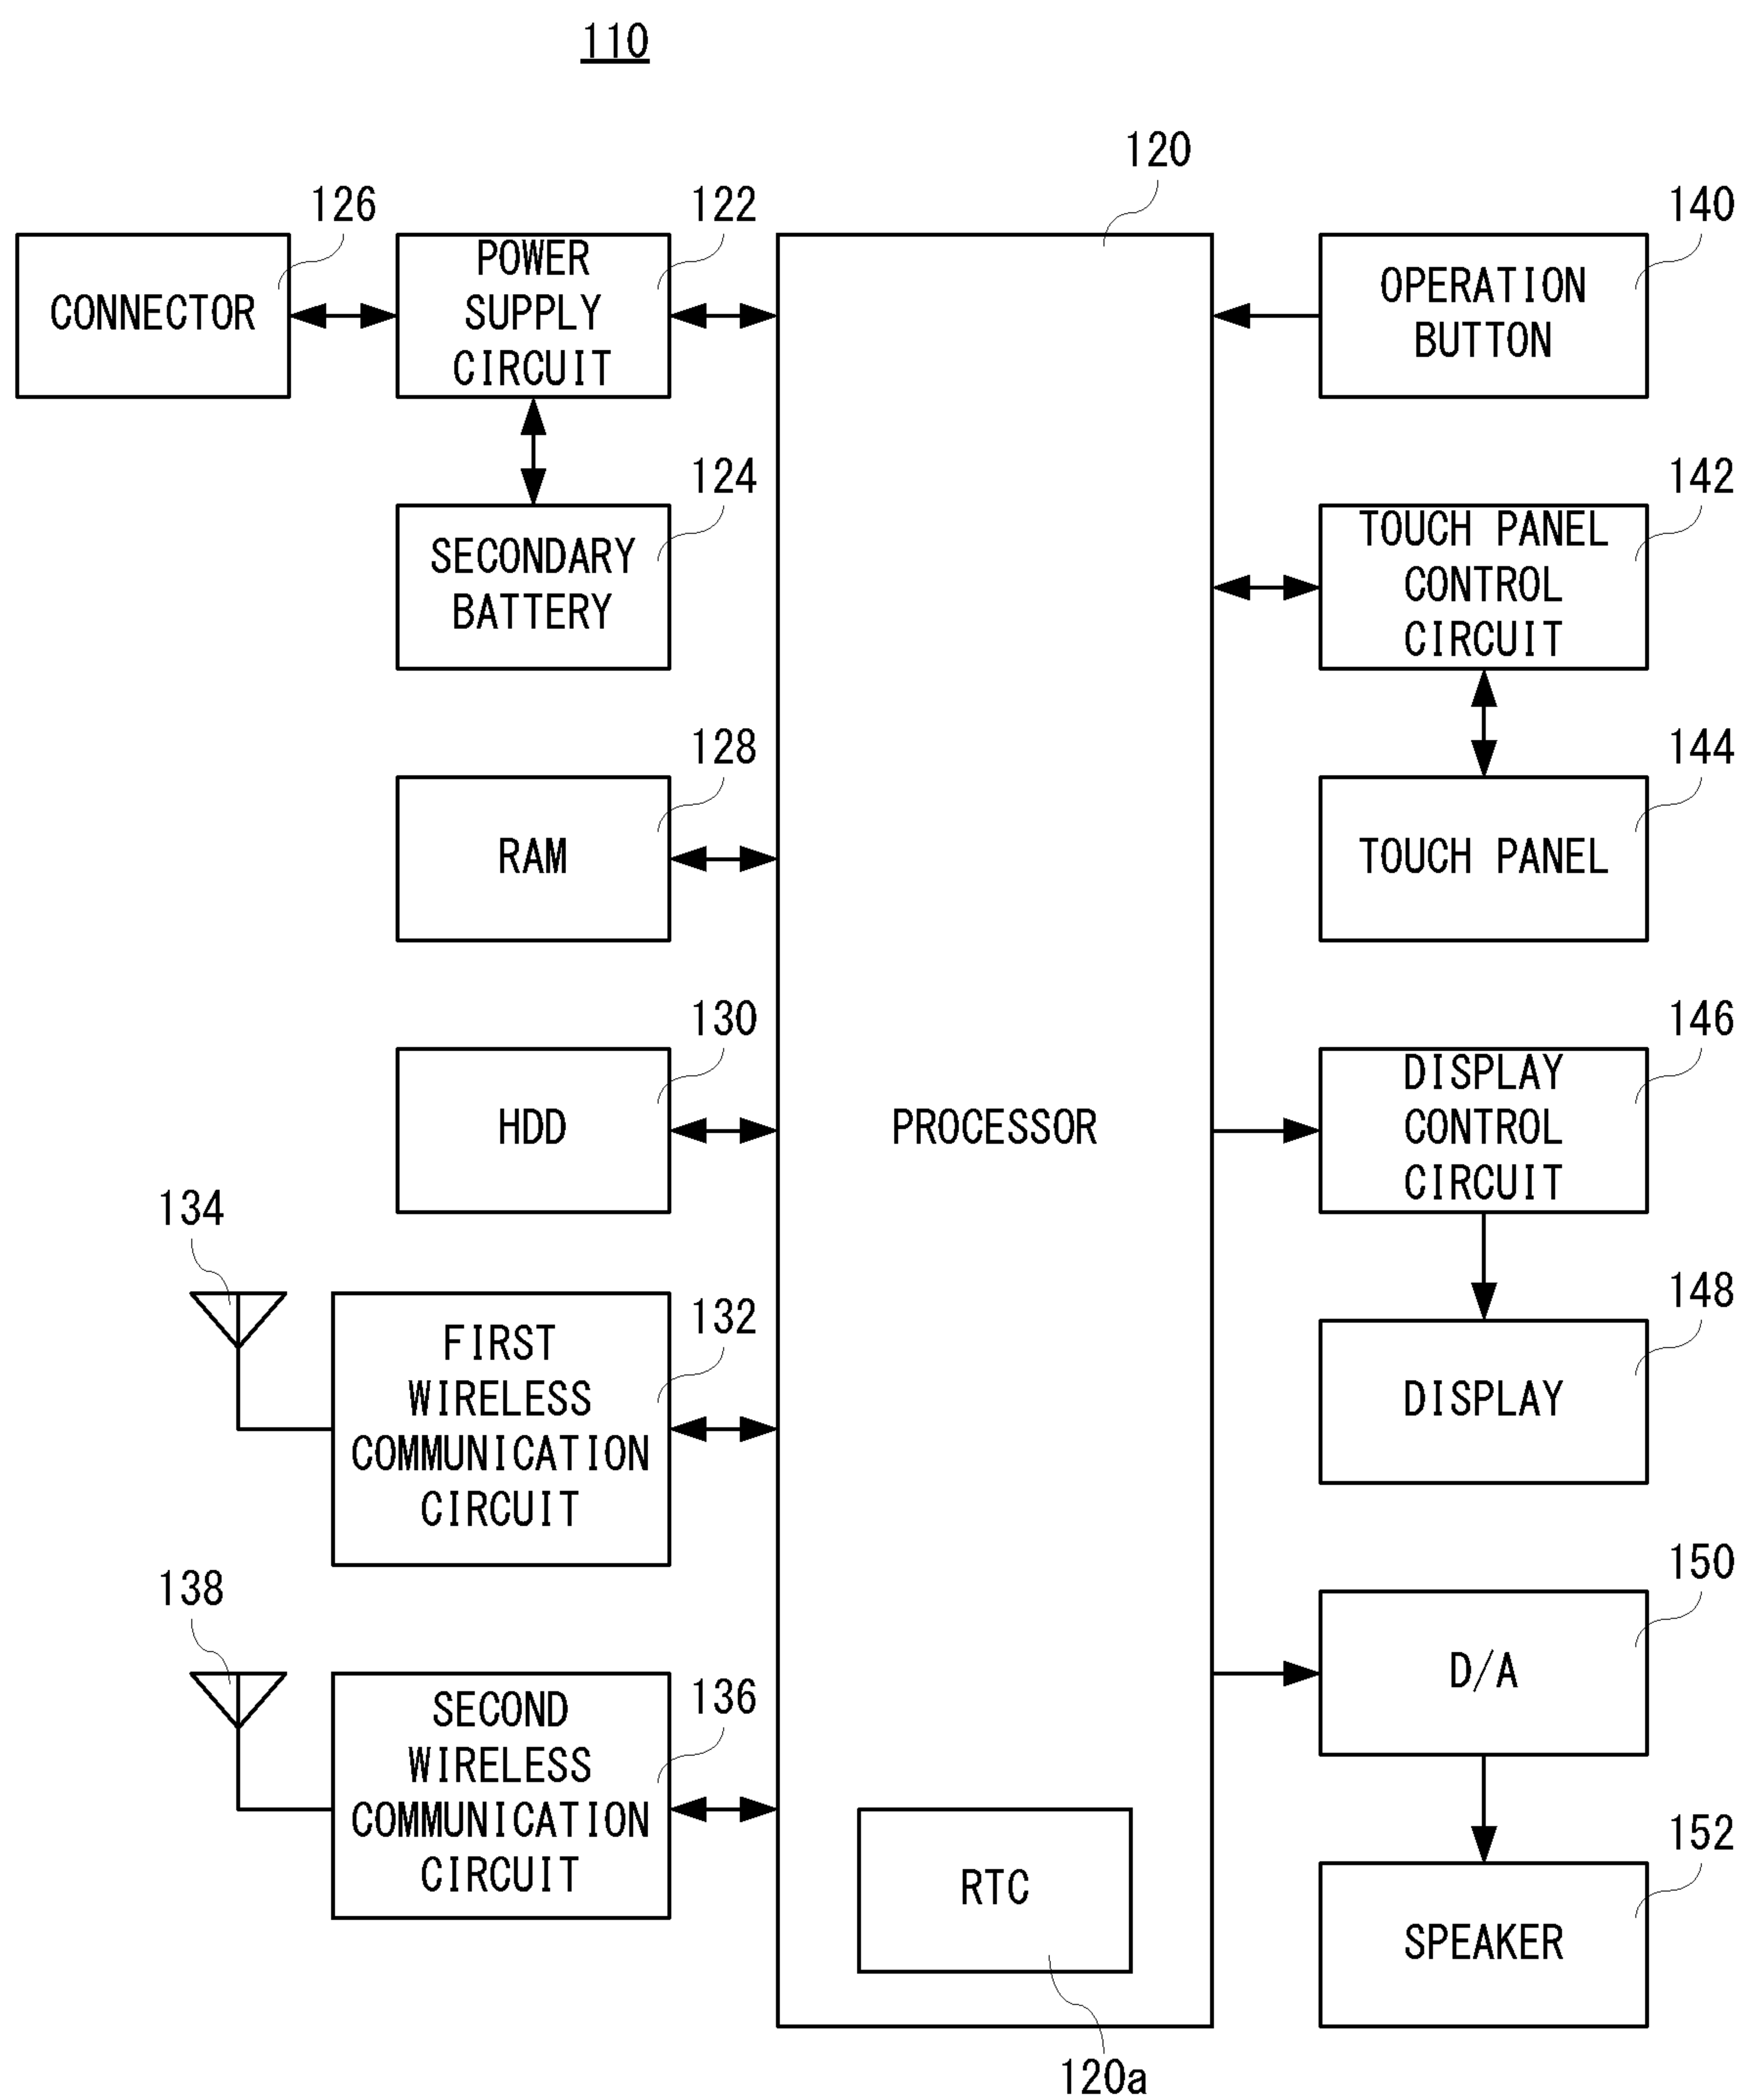 110
120
126
122
140
CONNECTOR
POWER
SUPPLY
CIRCUIT
OPERATION
BUTTON
124
142
SECONDARY
BATTERY
TOUCH PANEL
CONTROL
CIRCUIT
128
144
RAM
TOUCH PANEL
130
146
HDD
PROCESSOR
DISPLAY
CONTROL
CIRCUIT
134
132
148
FIRST
WIRELESS
COMMUNICATION
CIRCUIT
DISPLAY
138
150
136
SECOND
WIRELESS
COMMUNICATION
CIRCUIT
D/A
152
RTC
SPEAKER
120a